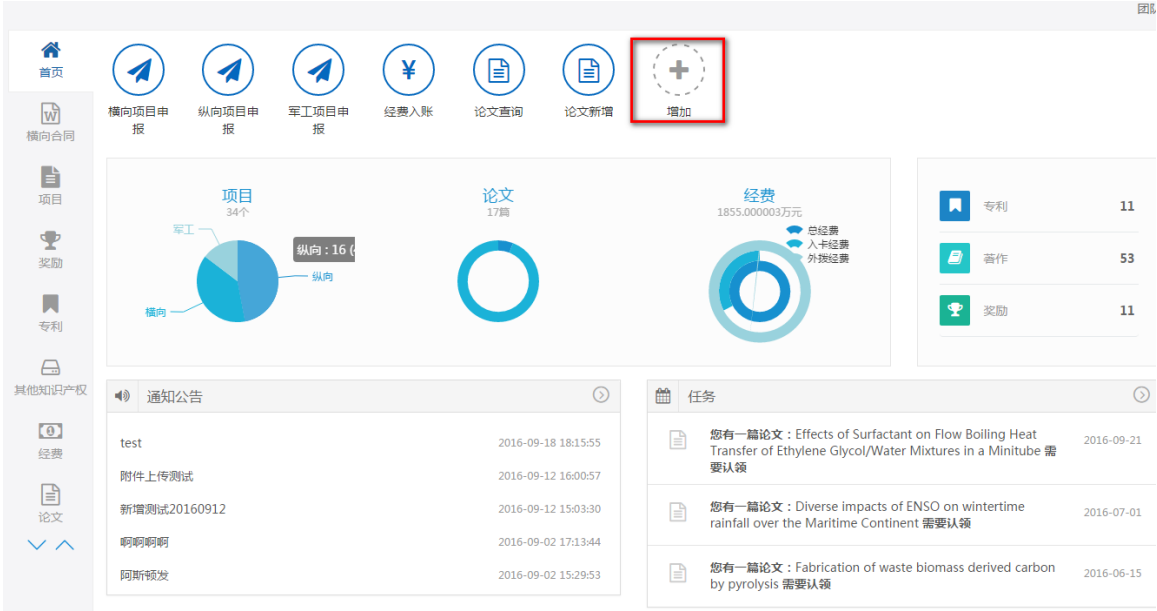 团队
首页
横向合同
项目
奖励
专利
其他知识产权
经费
论文
横向项目申
报
纵向项目申
报
军工项目申
报
¥
经费入账
论文查询
论文新增
增加
项目
34个
军工
纵向 : 16 (
纵向
横向
论文
17篇
经费
1855.000003万元
总经费
入卡经费
外拨经费
专利 11
著作 53
奖励 11
通知公告
test 2016-09-18 18:15:55
附件上传测试 2016-09-12 16:00:57
新增测试20160912 2016-09-12 15:03:30
啊啊啊啊 2016-09-02 17:13:44
阿斯顿发 2016-09-02 15:29:53
任务
您有一篇论文：Effects of Surfactant on Flow Boiling Heat
Transfer of Ethylene Glycol/Water Mixtures in a Minitube 需
要认领
2016-09-21
您有一篇论文：Diverse impacts of ENSO on wintertime
rainfall over the Maritime Continent 需要认领
2016-07-01
您有一篇论文：Fabrication of waste biomass derived carbon
by pyrolysis 需要认领
2016-06-15